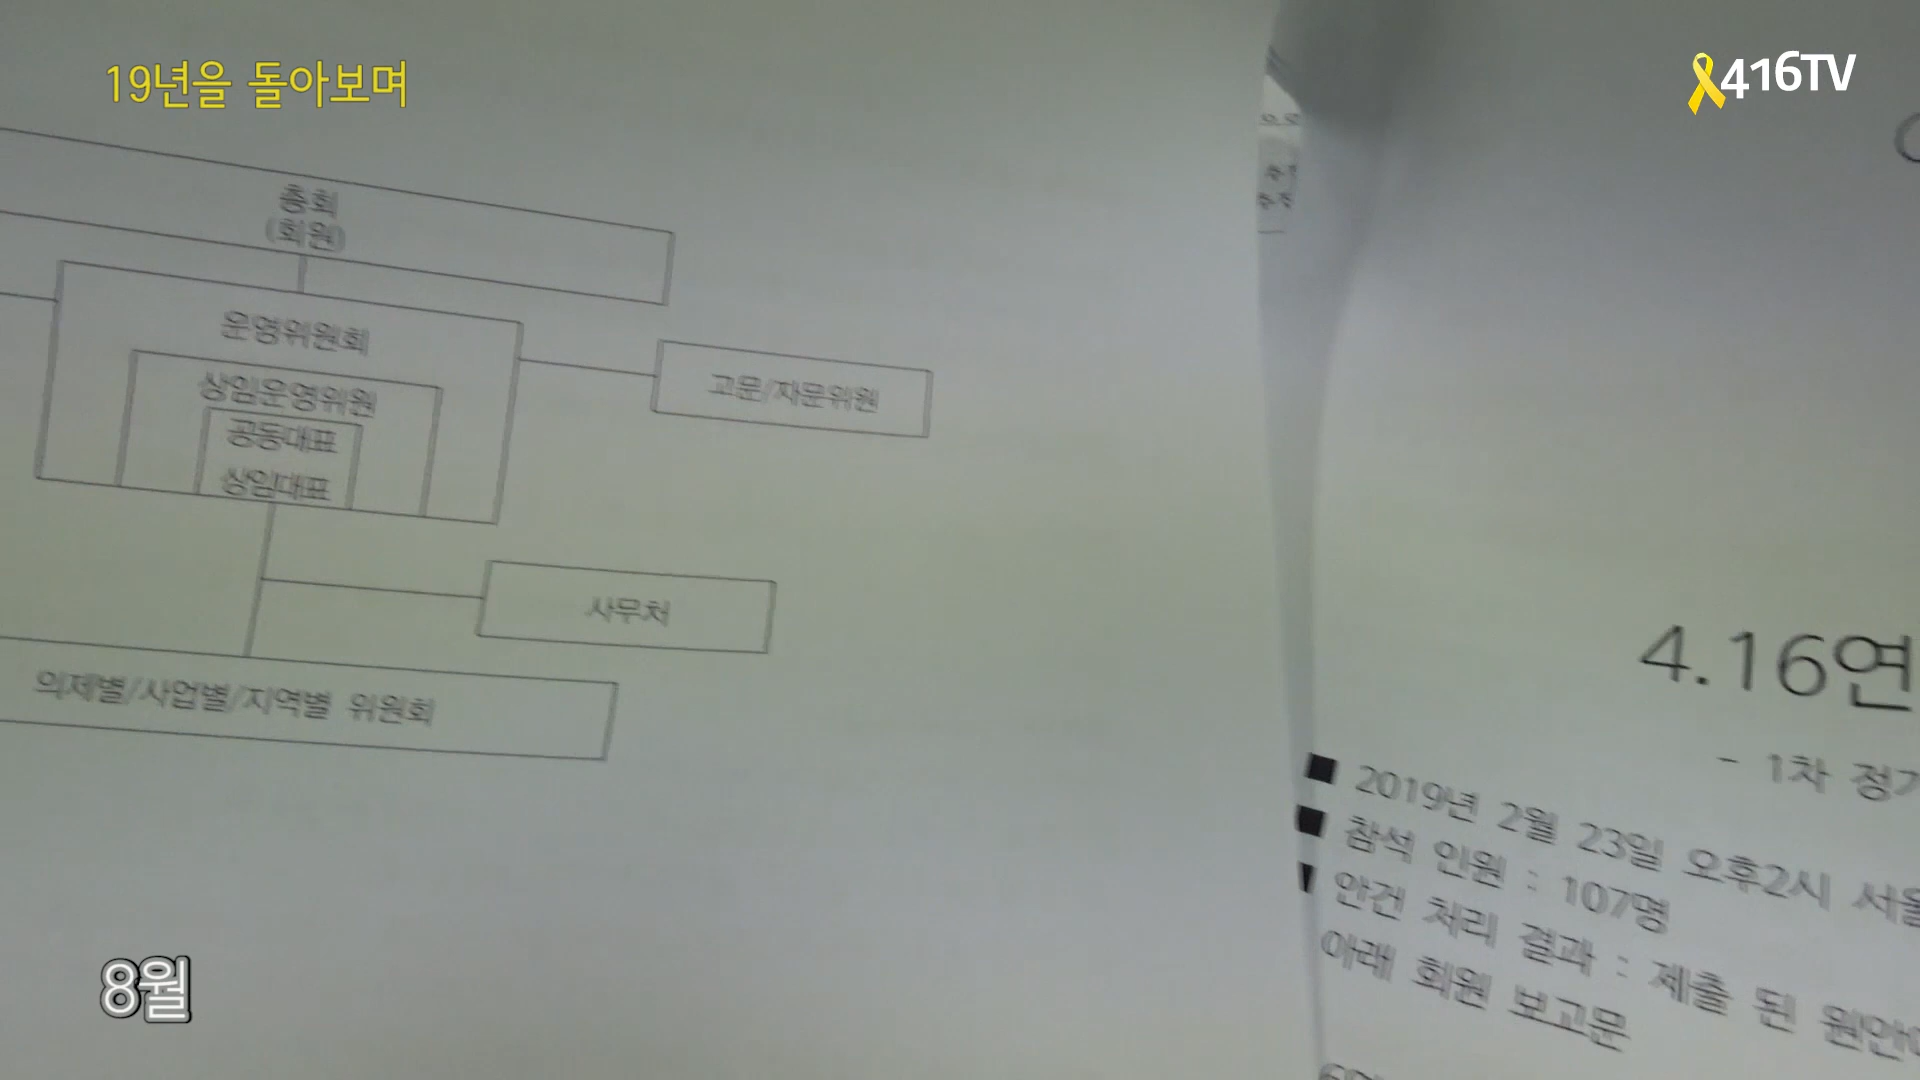 19년을 돌아보며
416TV
총회
(회원)
운영위원회
상임운영위원
공동대표
상임대표
고문/자문위원
사무처
의제별/사업별/지역별 위원회
4.16연
- 1차 정기
■ 2019년 2월 23일 오후2시 서울
■ 참석 인원 : 107명
■ 안건 처리 결과 : 제출 된 원안
아래 회원 보고문
8월